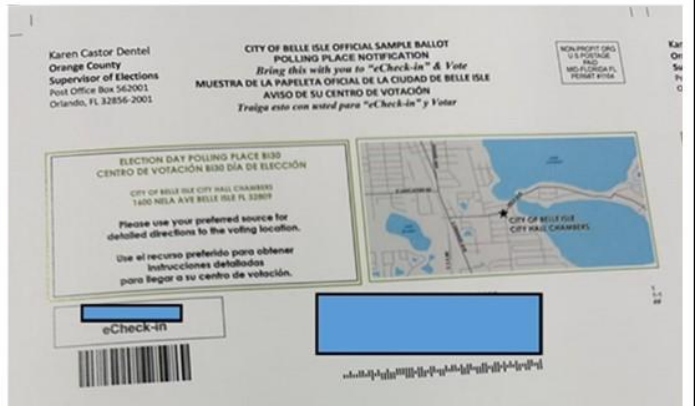 Karen Castor Dentel
Orange County
Supervisor of Elections
Post Office Box 562001
Orlando, FL 32856-2001
CITY OF BELLE ISLE OFFICIAL SAMPLE BALLOT
POLLING PLACE NOTIFICATION
Bring this with you to "eCheck-in" & Vote
MUESTRA DE LA PAPELETA OFICIAL DE LA CIUDAD DE BELLE ISLE
AVISO DE SU CENTRO DE VOTACIÓN
Traiga esto con usted para "eCheck-in" y Votar
NON-PROFIT ORG
U S POSTAGE
PAID
MID-FLORIDA FL
ELECTION DAY POLLING PLACE BI30
CENTRO DE VOTACIÓN BI30 DÍA DE ELECCIÓN
CITY OF BELLE ISLE CITY HALL CHAMBERS
1600 NELA AVE BELLE ISLE FL 32809
Please use your preferred source for
detailed directions to the voting location.
Use el recurso preferido para obtener
instrucciones detalladas
para llegar a su centro de votación.
CITY OF BELLE ISLE
CITY HALL CHAMBERS
eCheck-in